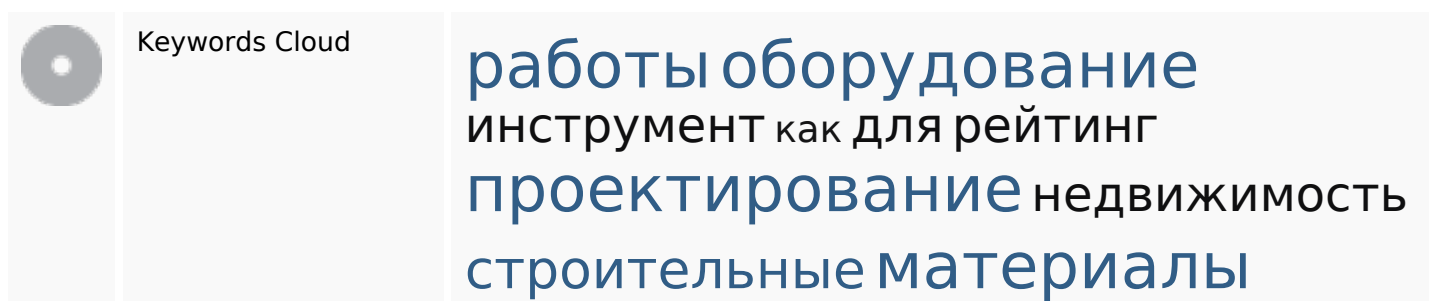 Keywords Cloud
работы оборудование
инструмент как для рейтинг
проектирование недвижимость
строительные материалы